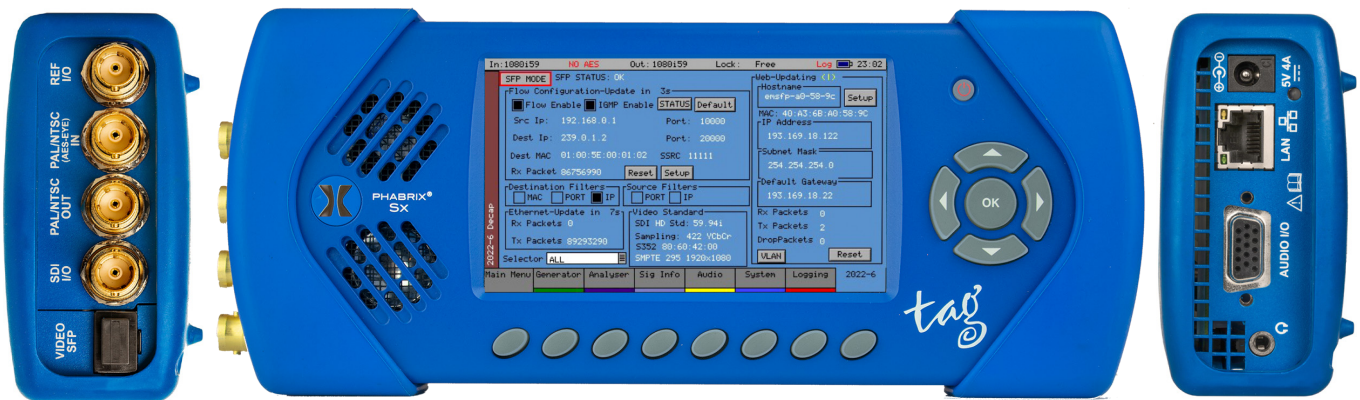 REF
I/O
PAL/NTSC
(AES-EYE)
IN
PAL/NTSC
OUT
SDI
I/O
VIDEO
SFP
PHABRIX®
Sx
In:1080i59 NO AES Out:1080i59 Lock: Free Log 23:02
SFP MODE SFP STATUS: OK
Flow Configuration-Update in 3s
Flow Enable IGMP Enable STATUS Default
Src Ip: 192.168.0.1 Port: 10000
Dest Ip: 239.0.1.2 Port: 20000
Dest MAC 01:00:5E:00:01:02 SSRC 11111
Rx Packet 86756990 Reset Setup
Destination Filters
MAC PORT IP
Source Filters
PORT IP
Ethernet-Update in 7s
Rx Packets 0
Tx Packets 89293290
Video Standard
SDI HD Std: 59.94i
Sampling: 422 YCbCr
S352 80:60:42:00
SMPTE 295 1920x1080
Selector ALL
2022-6 Decap
Web-Updating (1)
Hostname
emsfp-a0-58-9c Setup
MAC: 40:A3:6B:A0:58:9C
IP Address
193.169.18.122
Subnet Mask
254.254.254.0
Default Gateway
193.169.18.22
Rx Packets 0
Tx Packets 2
DropPackets 0
VLAN Reset
Main Menu Generator Analyser Sig Info Audio System Logging 2022-6
OK
tag
5V 4A
LAN
AUDIO I/O